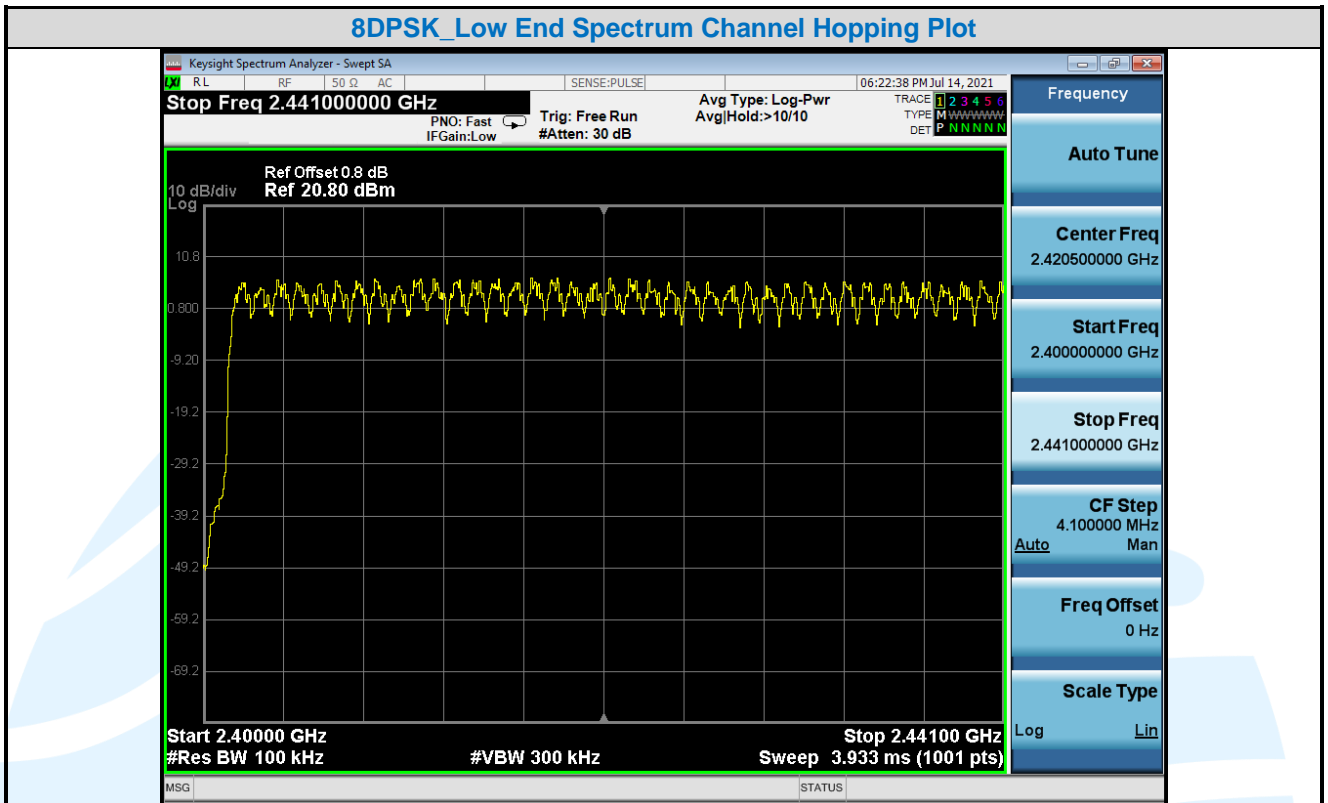 8DPSK_Low End Spectrum Channel Hopping Plot
Keysight Spectrum Analyzer - Swept SA
LXI RL RF 50 Ω AC SENSE:PULSE 06:22:38 PM Jul 14, 2021
Stop Freq 2.441000000 GHz
PNO: Fast
IFGain:Low
Trig: Free Run
#Atten: 30 dB
Avg Type: Log-Pwr
Avg|Hold:>10/10
TRACE 1 2 3 4 5 6
TYPE M WWWWW
DET P N N N N N
Ref Offset 0.8 dB
10 dB/div Ref 20.80 dBm
Log
10.8
0.800
-9.20
-19.2
-29.2
-39.2
-49.2
-59.2
-69.2
Start 2.40000 GHz Stop 2.44100 GHz
#Res BW 100 kHz #VBW 300 kHz Sweep 3.933 ms (1001 pts)
MSG STATUS
Frequency
Auto Tune
Center Freq
2.420500000 GHz
Start Freq
2.400000000 GHz
Stop Freq
2.441000000 GHz
CF Step
4.100000 MHz
Auto Man
Freq Offset
0 Hz
Scale Type
Log Lin